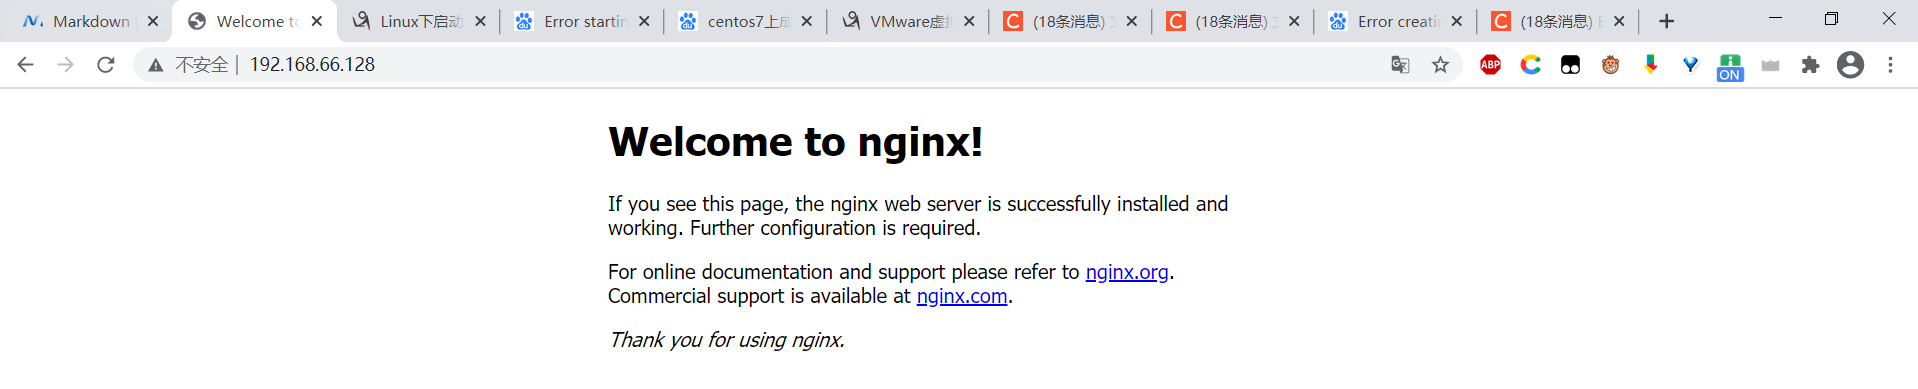 Markdown
Welcome to
Linux下启动
Error startin
centos7上成
VMware虚拟
(18条消息)
(18条消息)
Error creatin
(18条消息)
不安全 | 192.168.66.128
ABP
ON
Welcome to nginx!
If you see this page, the nginx web server is successfully installed and
working. Further configuration is required.
For online documentation and support please refer to nginx.org.
Commercial support is available at nginx.com.
Thank you for using nginx.